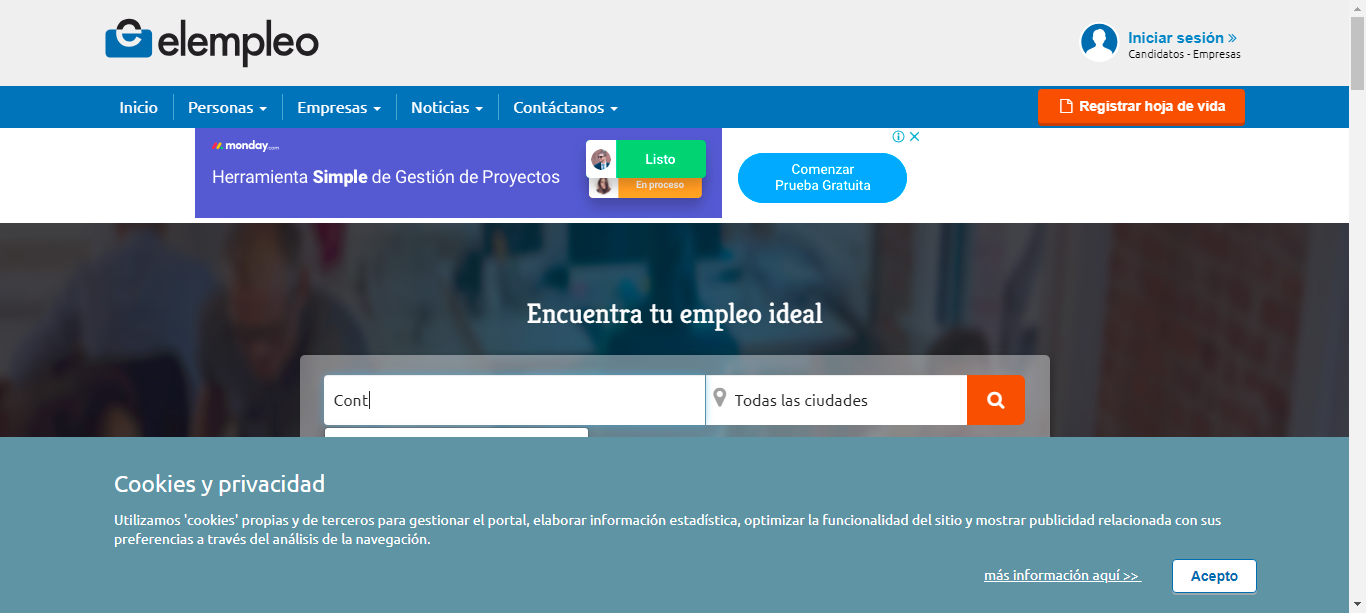 elempleo
Iniciar sesión »
Candidatos - Empresas
Inicio
Personas
Empresas
Noticias
Contáctanos
Registrar hoja de vida
monday.com
Herramienta Simple de Gestión de Proyectos
Listo
En proceso
Comenzar
Prueba Gratuita
Encuentra tu empleo ideal
Cont
Todas las ciudades
Cookies y privacidad
Utilizamos 'cookies' propias y de terceros para gestionar el portal, elaborar información estadística, optimizar la funcionalidad del sitio y mostrar publicidad relacionada con sus
preferencias a través del análisis de la navegación.
más información aquí >>
Acepto